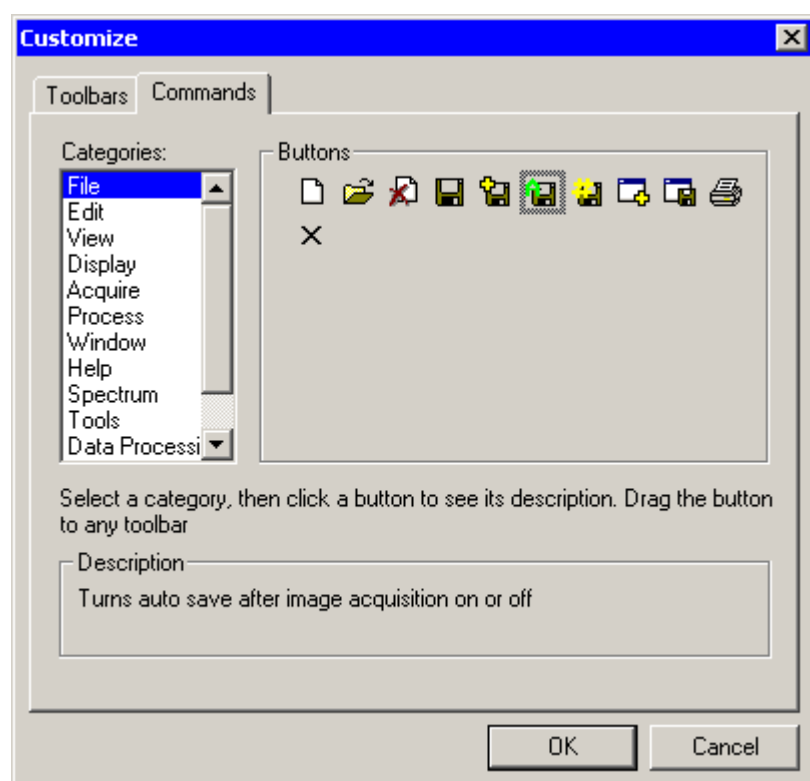 Customize
Toolbars
Commands
Categories:
File
Edit
View
Display
Acquire
Process
Window
Help
Spectrum
Tools
Data Processi
Buttons
Select a category, then click a button to see its description. Drag the button
to any toolbar
Description
Turns auto save after image acquisition on or off
OK
Cancel